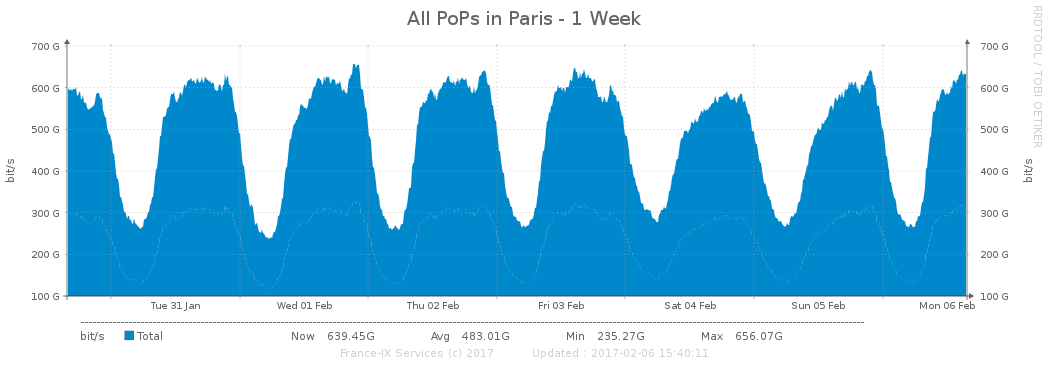 All PoPs in Paris - 1 Week
RRDTOOL / TOBI OETIKER
700 G 700 G
600 G 600 G
500 G 500 G
400 G 400 G
300 G 300 G
200 G 200 G
100 G 100 G
bit/s
bit/s
Tue 31 Jan Wed 01 Feb Thu 02 Feb Fri 03 Feb Sat 04 Feb Sun 05 Feb Mon 06 Feb
bit/s Total Now 639.45G Avg 483.01G Min 235.27G Max 656.07G
France-IX Services (c) 2017 Updated : 2017-02-06 15:40:11